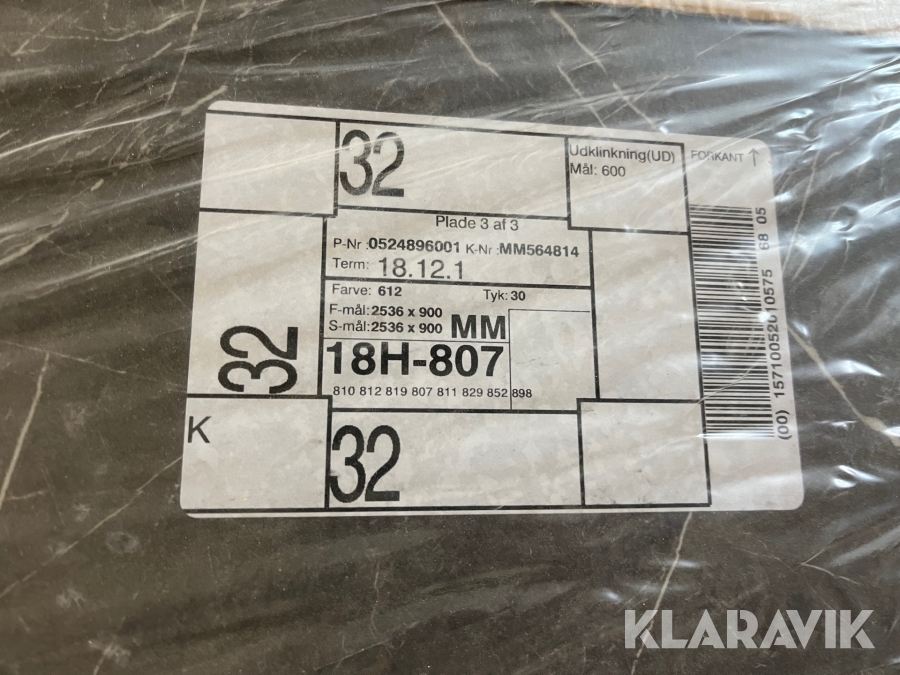 32
Udklinkning(UD)
Mål: 600
FORKANT ↑
Plade 3 af 3
P-Nr :0524896001 K-Nr :MM564814
Term: 18.12.1
Farve: 612 Tyk: 30
F-mål: 2536 x 900
S-mål: 2536 x 900 MM
18H-807
810 812 819 807 811 829 852 898
32
K
32
68 05
KLARAVIK